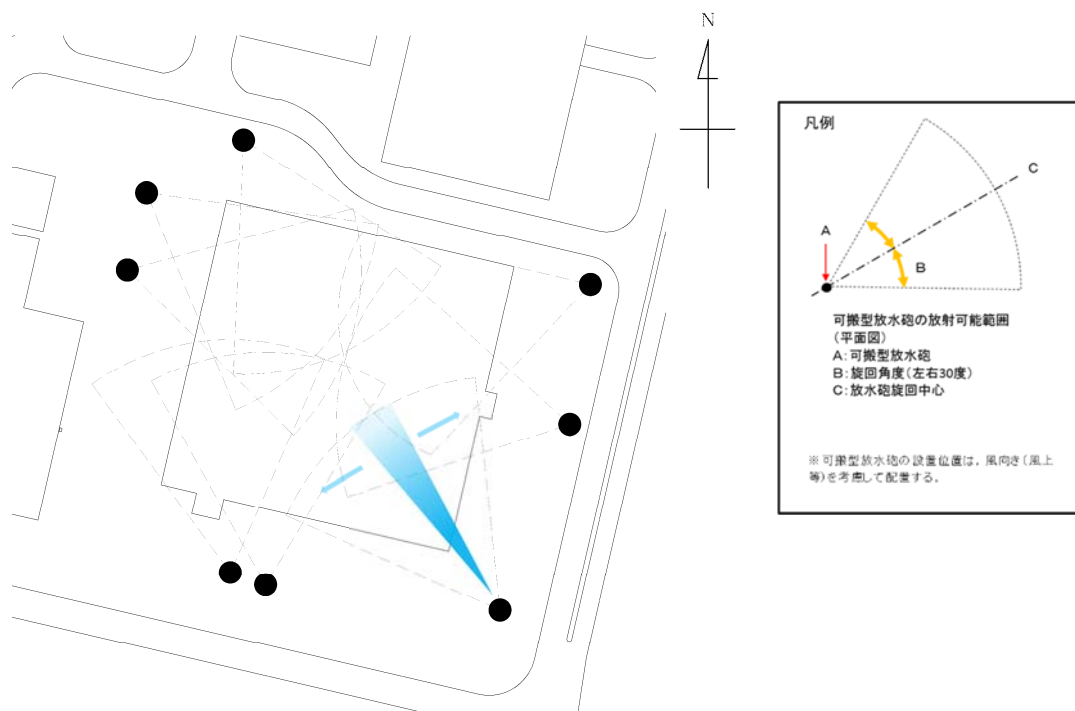 N
凡例
C
A
B
可搬型放水砲の放射可能範囲
（平面図）
A：可搬型放水砲
B：旋回角度（左右30度）
C：放水砲旋回中心
※可搬型放水砲の設置位置は，風向き（風上
等）を考慮して配置する。